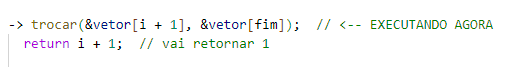 -> trocar(&vetor[i + 1], &vetor[fim]);  // <-- EXECUTANDO AGORA
return i + 1;  // vai retornar 1